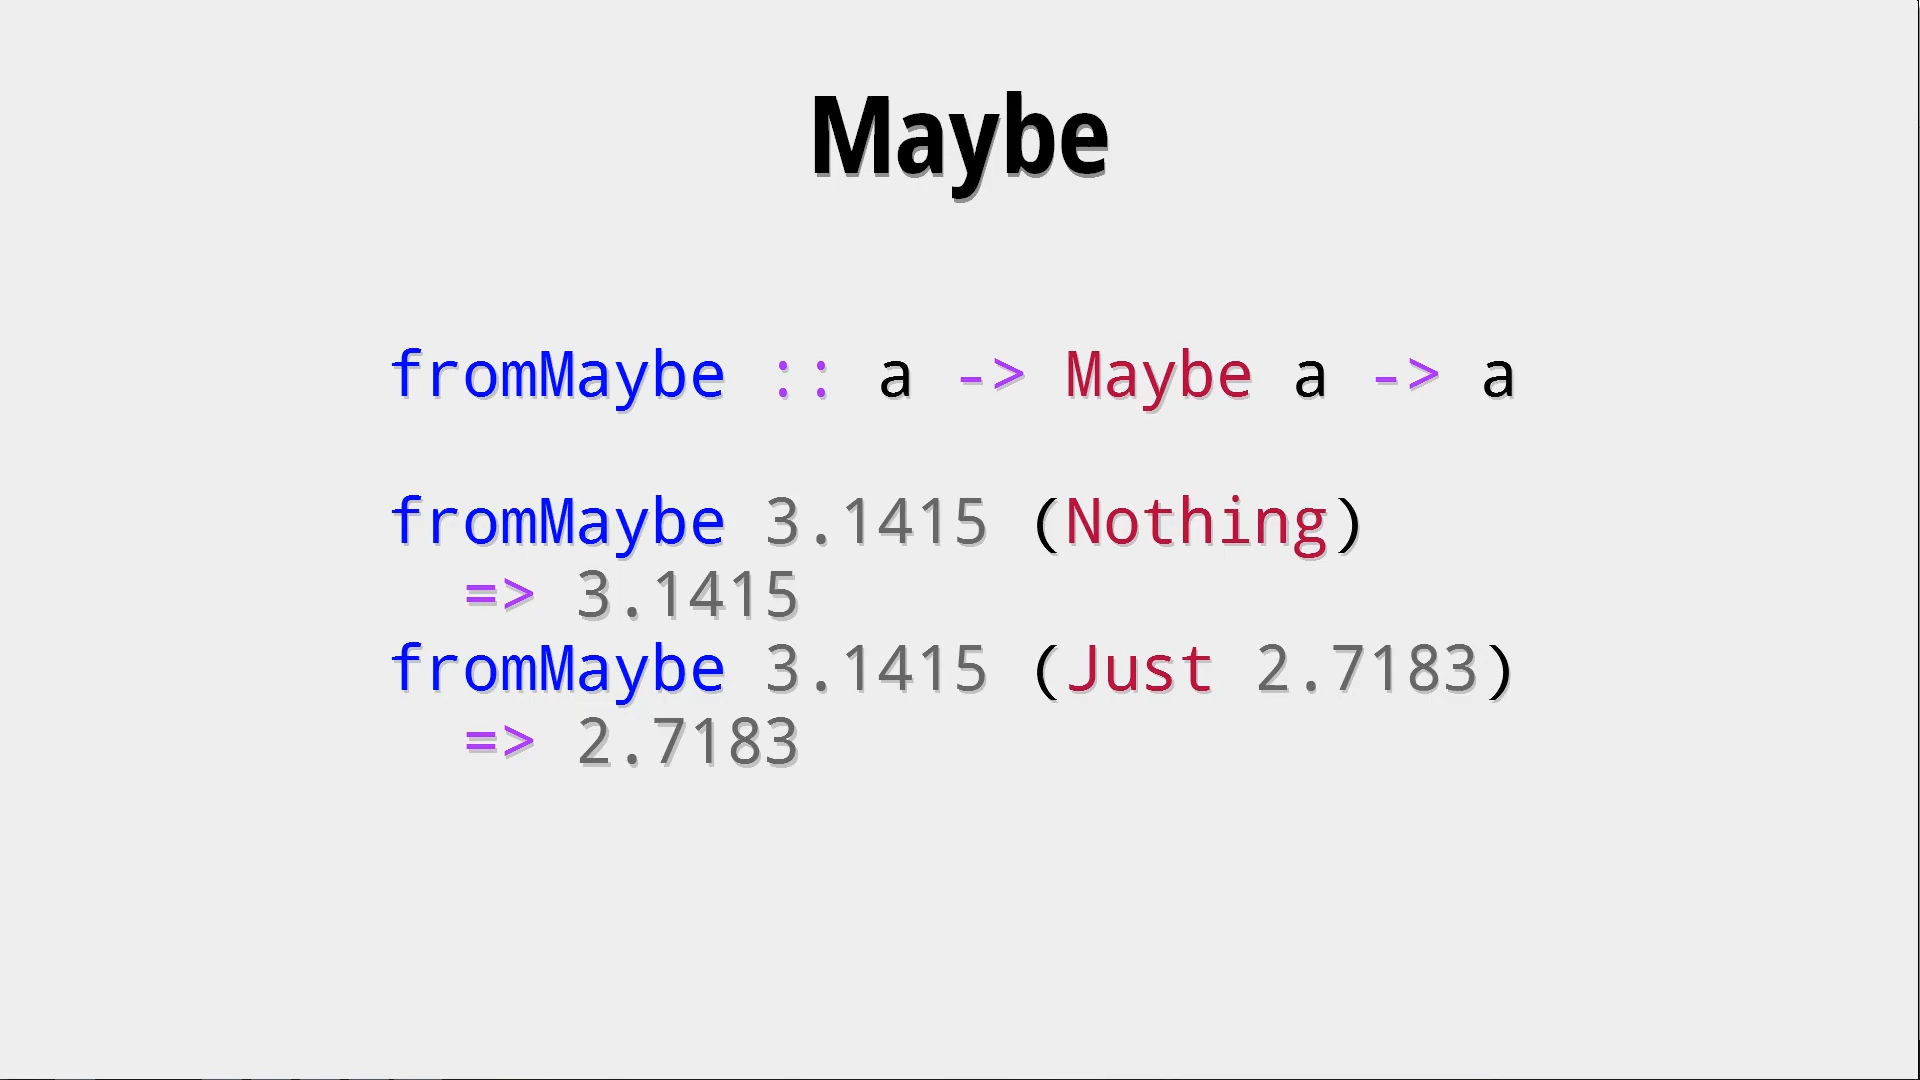 Maybe
fromMaybe :: a -> Maybe a -> a
fromMaybe 3.1415 (Nothing)
=> 3.1415
fromMaybe 3.1415 (Just 2.7183)
=> 2.7183